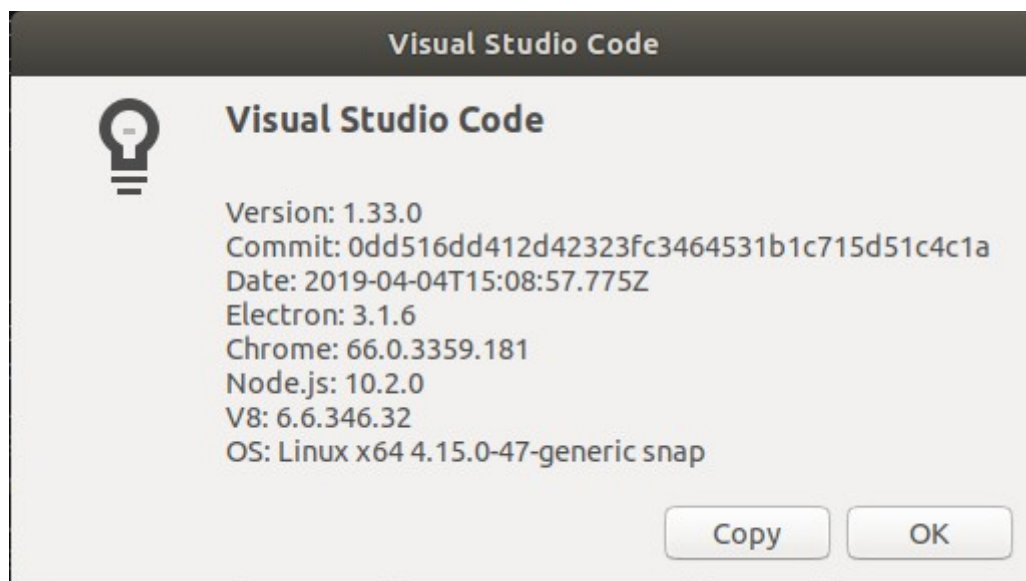 Visual Studio Code
Visual Studio Code
Version: 1.33.0
Commit: 0dd516dd412d42323fc3464531b1c715d51c4c1a
Date: 2019-04-04T15:08:57.775Z
Electron: 3.1.6
Chrome: 66.0.3359.181
Node.js: 10.2.0
V8: 6.6.346.32
OS: Linux x64 4.15.0-47-generic snap
Copy OK